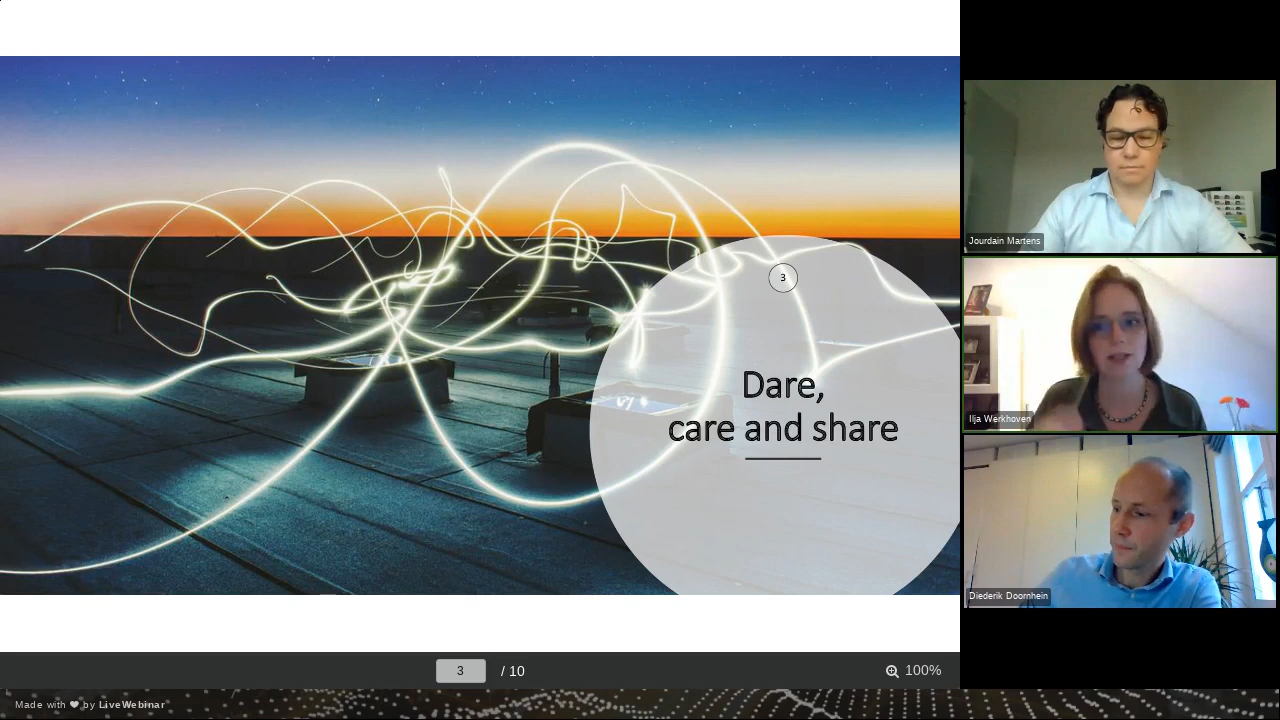 3
Dare,
care and share
Jourdain Martens
Ilja Werkhoven
Diederik Doornhein
3 / 10
100%
Made with ❤ by LiveWebinar